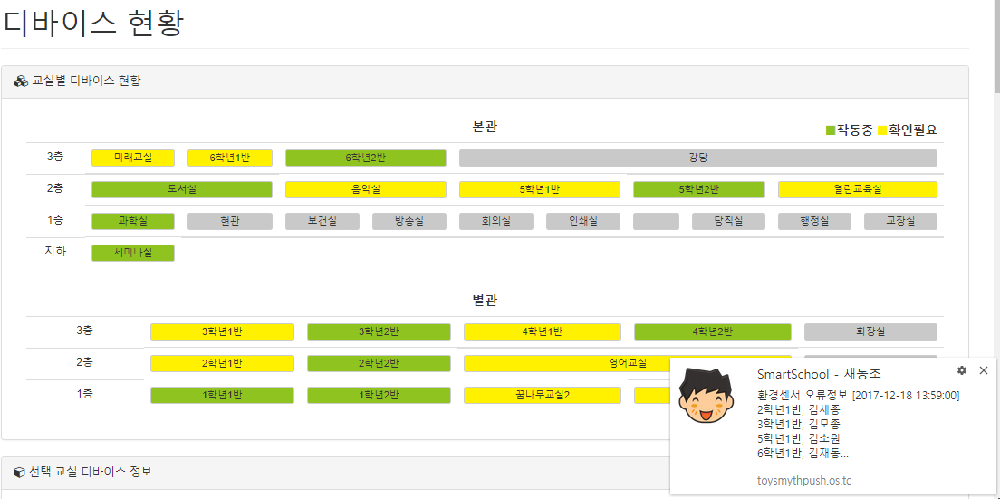 디바이스 현황
교실별 디바이스 현황
본관
작동중 확인필요
3층 미래교실 6학년1반 6학년2반 강당
2층 도서실 음악실 5학년1반 5학년2반 열린교육실
1층 과학실 현관 보건실 방송실 회의실 인쇄실 당직실 행정실 교장실
지하 세미나실
별관
3층 3학년1반 3학년2반 4학년1반 4학년2반 화장실
2층 2학년1반 2학년2반 영어교실
1층 1학년1반 1학년2반 꿈나무교실2
SmartSchool - 재동초
환경센서 오류정보 [2017-12-18 13:59:00]
2학년1반, 김세종
3학년1반, 김모종
5학년1반, 김소원
6학년1반, 김재동...
toysmythpush.os.tc
선택 교실 디바이스 정보